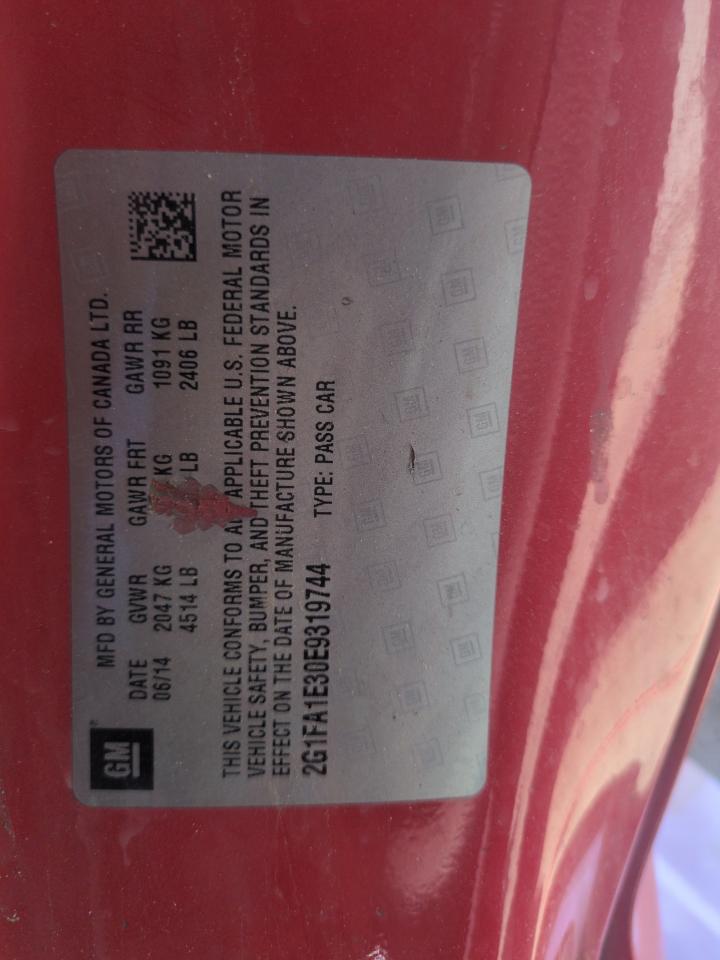 GM
MFD BY GENERAL MOTORS OF CANADA LTD.
DATE GVWR GAWR FRT GAWR RR
06/14 2047 KG KG 1091 KG
4514 LB LB 2406 LB
THIS VEHICLE CONFORMS TO APPLICABLE U.S. FEDERAL MOTOR
VEHICLE SAFETY, BUMPER, AND THEFT PREVENTION STANDARDS IN
EFFECT ON THE DATE OF MANUFACTURE SHOWN ABOVE.
2G1FA1E30E9319744 TYPE: PASS CAR